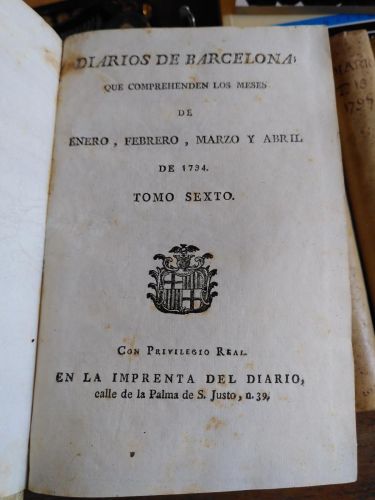 DIARIOS DE BARCELONA,
QUE COMPREHENDEN LOS MESES
DE
ENERO, FEBRERO, MARZO Y ABRIL
DE 1794.
TOMO SEXTO.
CON PRIVILEGIO REAL.
EN LA IMPRENTA DEL DIARIO,
calle de la Palma de S. Justo, n. 39.